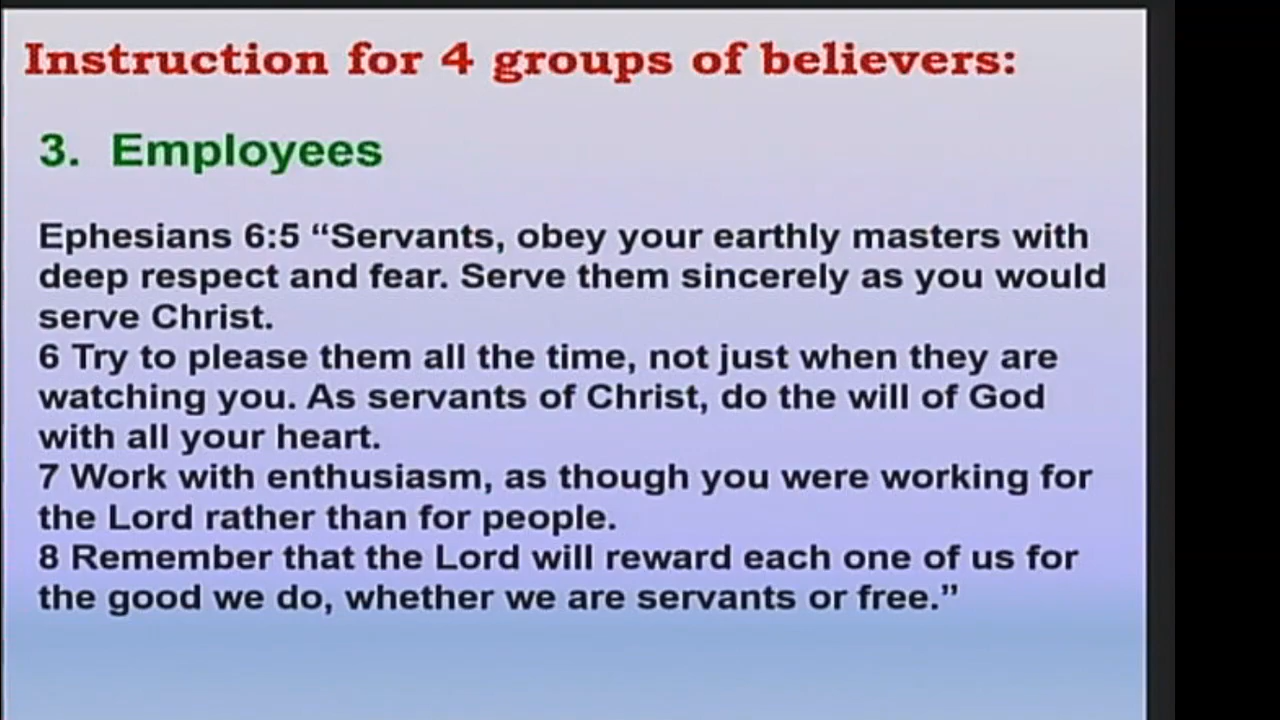 Instruction for 4 groups of believers:
3. Employees
Ephesians 6:5 “Servants, obey your earthly masters with
deep respect and fear. Serve them sincerely as you would
serve Christ.
6 Try to please them all the time, not just when they are
watching you. As servants of Christ, do the will of God
with all your heart.
7 Work with enthusiasm, as though you were working for
the Lord rather than for people.
8 Remember that the Lord will reward each one of us for
the good we do, whether we are servants or free.”